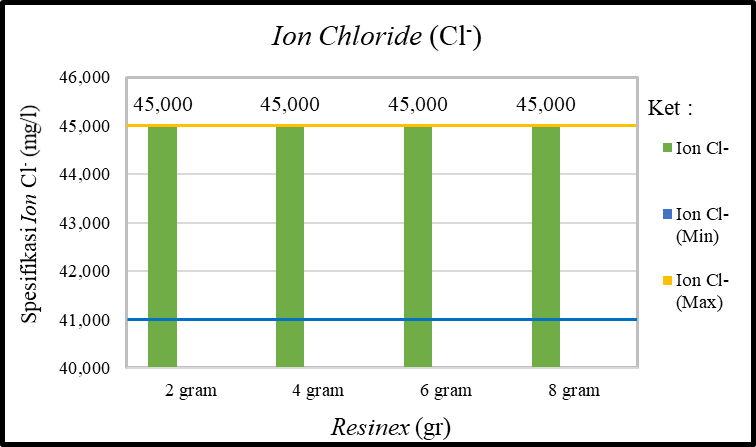 Ion Chloride (Cl-)
Spesifikasi Ion Cl- (mg/l)
46,000
45,000
44,000
43,000
42,000
41,000
40,000
45,000 45,000 45,000 45,000
2 gram 4 gram 6 gram 8 gram
Resinex (gr)
Ket :
Ion Cl-
Ion Cl-
(Min)
Ion Cl-
(Max)